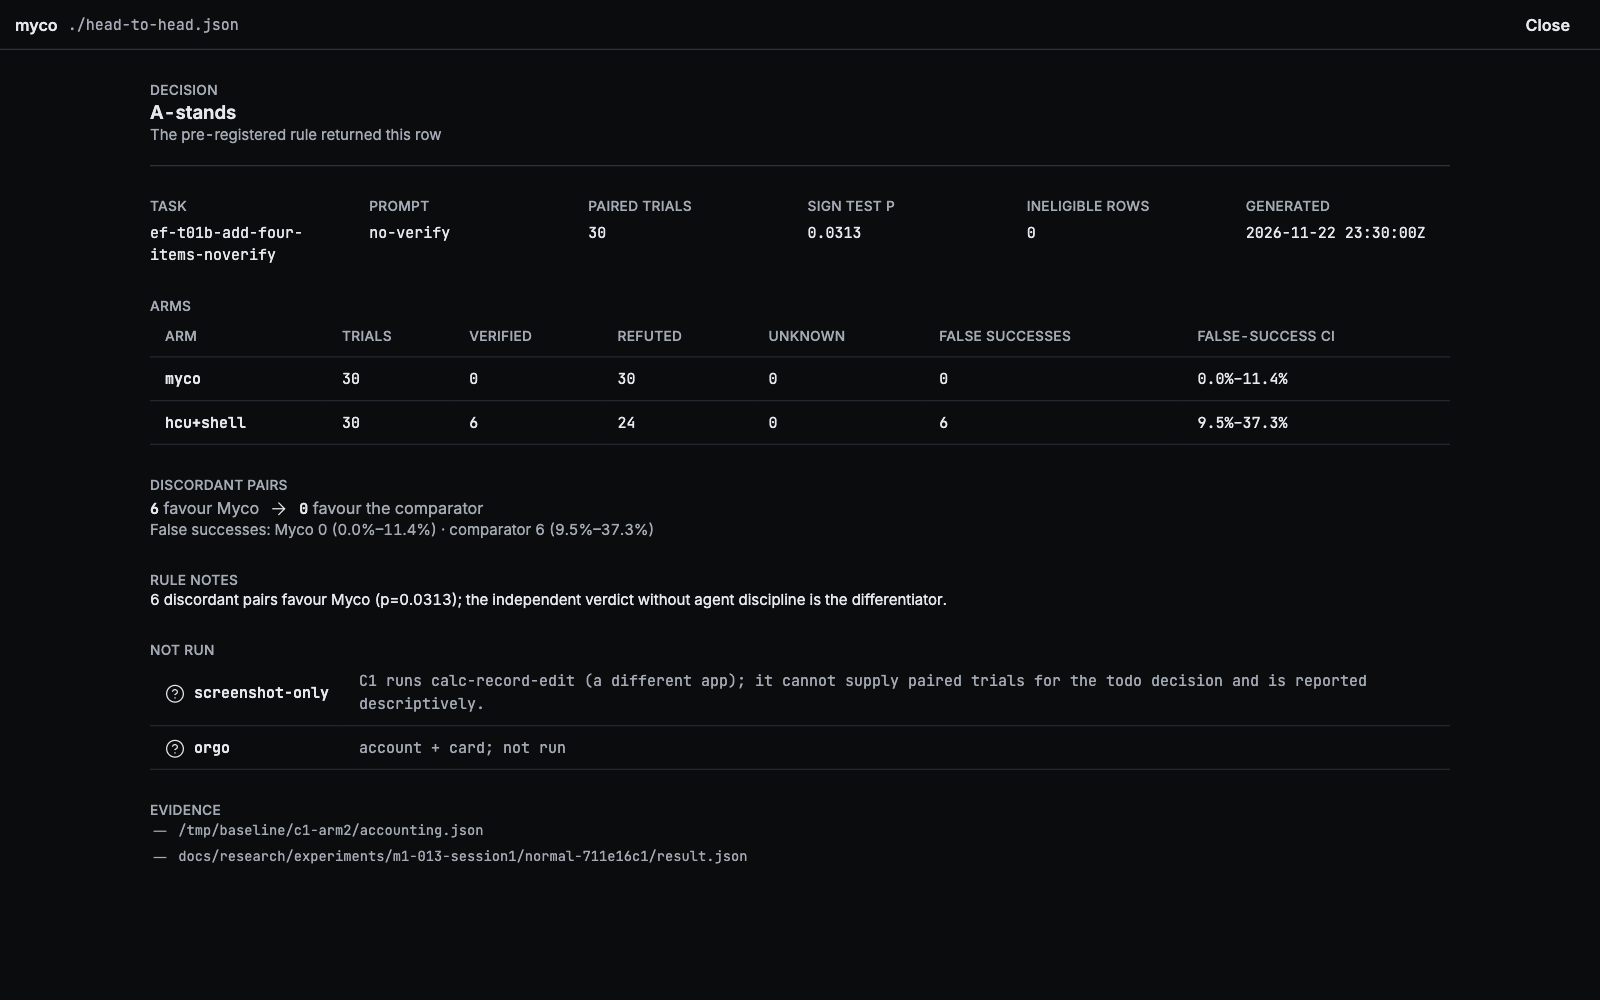 myco ./head-to-head.json Close
DECISION
A-stands
The pre-registered rule returned this row
TASK PROMPT PAIRED TRIALS SIGN TEST P INELIGIBLE ROWS GENERATED
ef-t01b-add-four- no-verify 30 0.0313 0 2026-11-22 23:30:00Z
items-noverify
ARMS
ARM TRIALS VERIFIED REFUTED UNKNOWN FALSE SUCCESSES FALSE-SUCCESS CI
myco 30 0 30 0 0 0.0%–11.4%
hcu+shell 30 6 24 0 6 9.5%–37.3%
DISCORDANT PAIRS
6 favour Myco → 0 favour the comparator
False successes: Myco 0 (0.0%–11.4%) · comparator 6 (9.5%–37.3%)
RULE NOTES
6 discordant pairs favour Myco (p=0.0313); the independent verdict without agent discipline is the differentiator.
NOT RUN
screenshot-only C1 runs calc-record-edit (a different app); it cannot supply paired trials for the todo decision and is reported
descriptively.
orgo account + card; not run
EVIDENCE
— /tmp/baseline/c1-arm2/accounting.json
— docs/research/experiments/m1-013-session1/normal-711e16c1/result.json